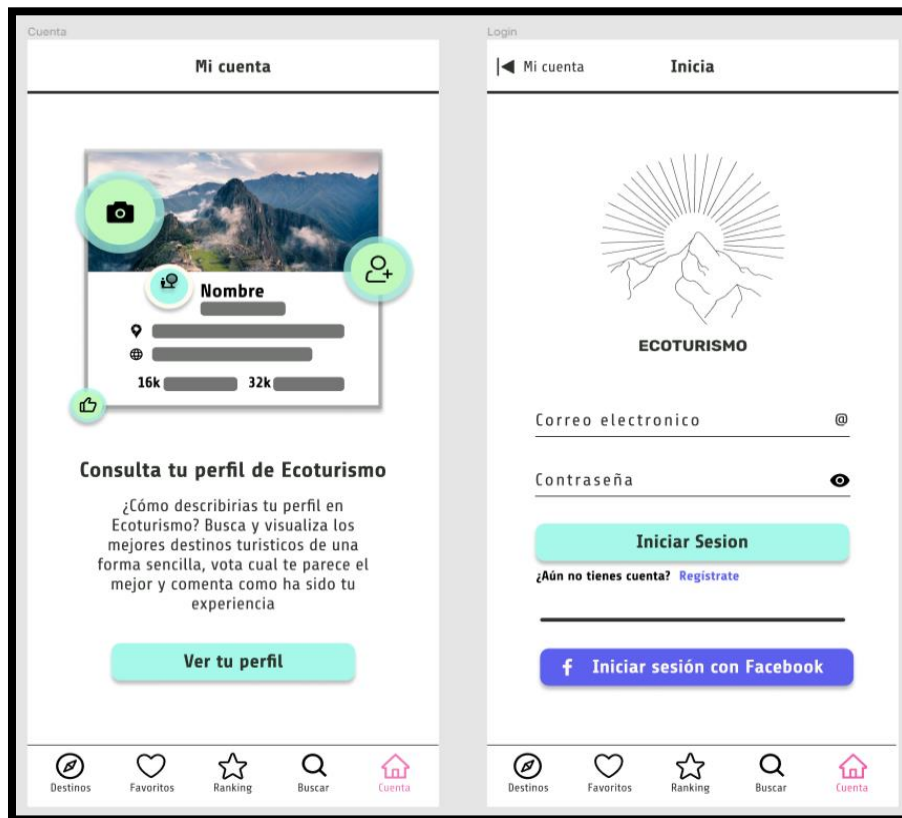 Cuenta
Mi cuenta
Nombre
16k
32k
Consulta tu perfil de Ecoturismo
¿Cómo describirias tu perfil en
Ecoturismo? Busca y visualiza los
mejores destinos turisticos de una
forma sencilla, vota cual te parece el
mejor y comenta como ha sido tu
experiencia
Ver tu perfil
Destinos
Favoritos
Ranking
Buscar
Cuenta
Login
Mi cuenta
Inicia
ECOTURISMO
Correo electronico @
Contraseña
Iniciar Sesion
¿Aún no tienes cuenta? Regístrate
f Iniciar sesión con Facebook
Destinos
Favoritos
Ranking
Buscar
Cuenta